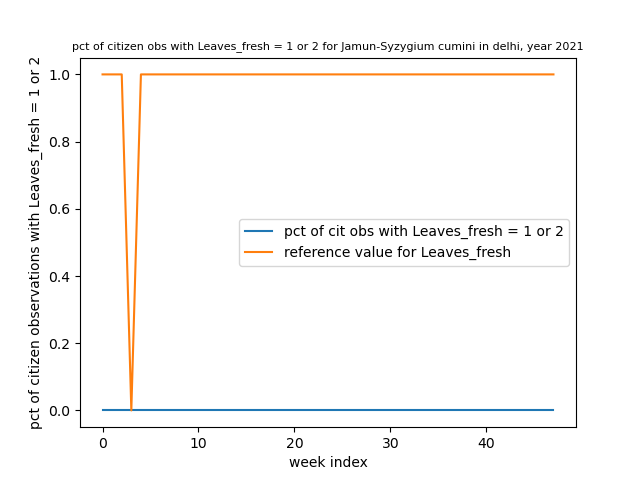 pct of citizen obs with Leaves_fresh = 1 or 2 for Jamun-Syzygium cumini in delhi, year 2021
pct of citizen observations with Leaves_fresh = 1 or 2
1.0
0.8
0.6
0.4
0.2
0.0
pct of cit obs with Leaves_fresh = 1 or 2
reference value for Leaves_fresh
0 10 20 30 40
week index